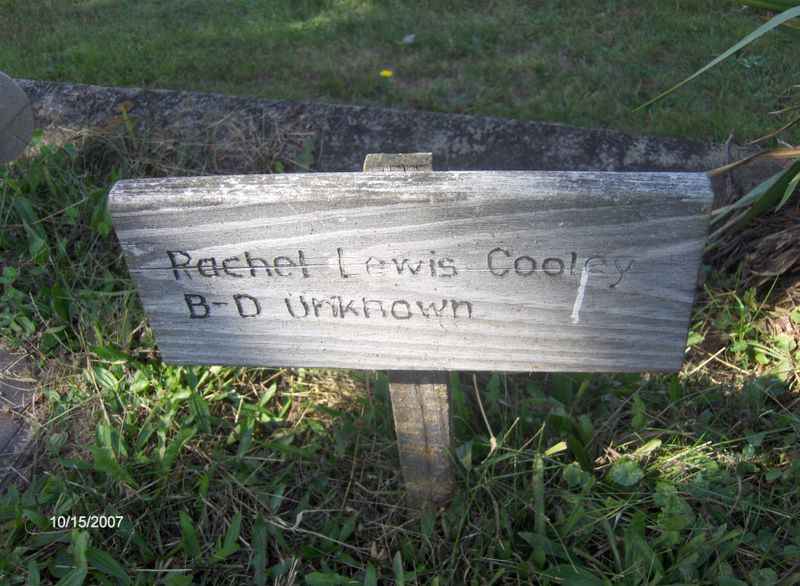 Rachel Lewis Cooley
B-D Unknown
10/15/2007